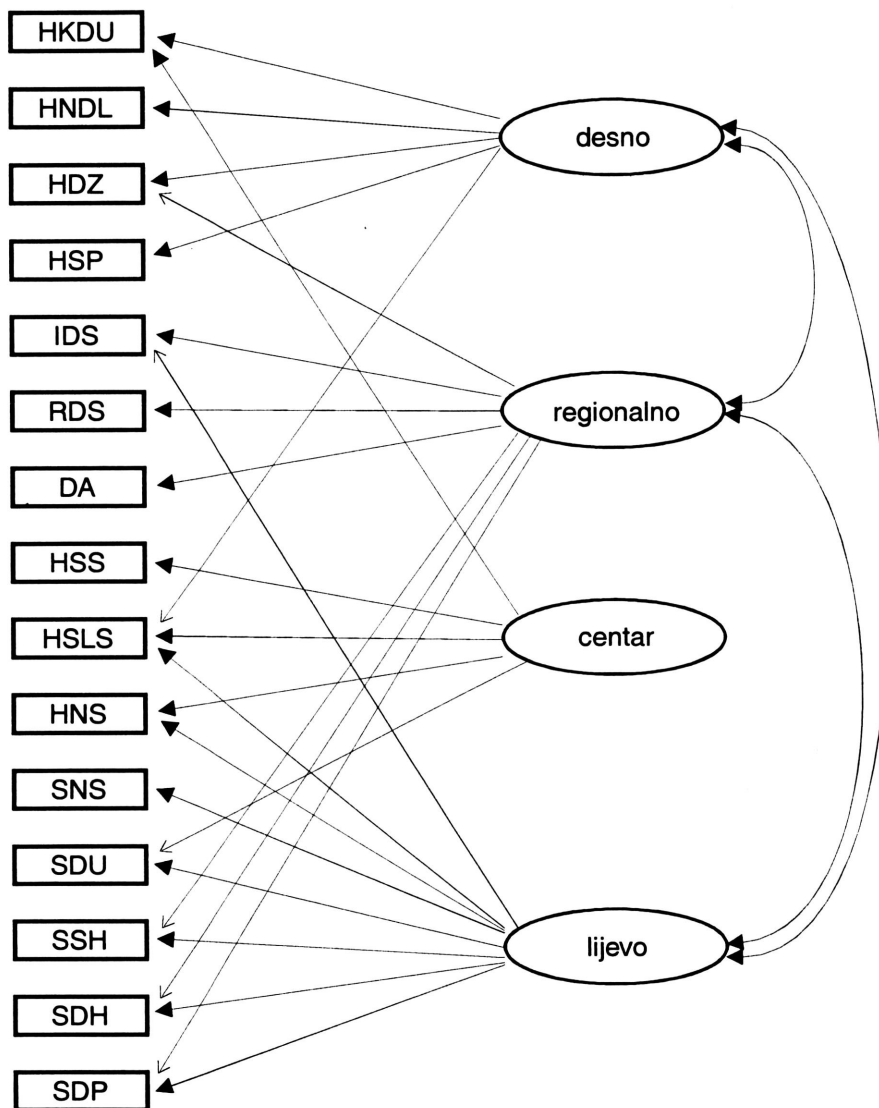 HKDU
HNDL
desno
HDZ
HSP
IDS
RDS
regionalno
DA
HSS
HSLS
centar
HNS
SNS
SDU
SSH
lijevo
SDH
SDP